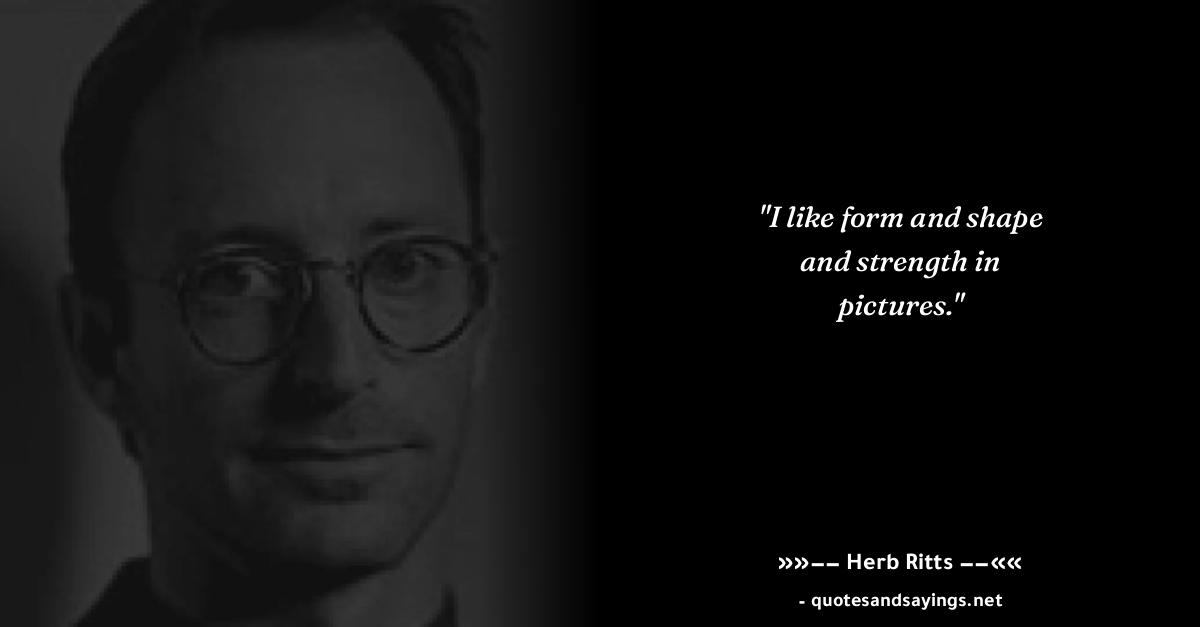 "I like form and shape
and strength in
pictures."
»»−− Herb Ritts −−««
- quotesandsayings.net